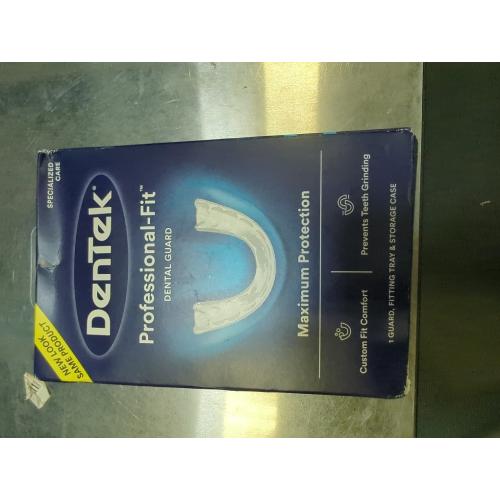 NEW LOOK
SAME PRODUCT
SPECIALIZED
CARE
DenTek®
Professional-Fit™
DENTAL GUARD
Maximum Protection
Custom Fit Comfort
Prevents Teeth Grinding
1 GUARD, FITTING TRAY & STORAGE CASE